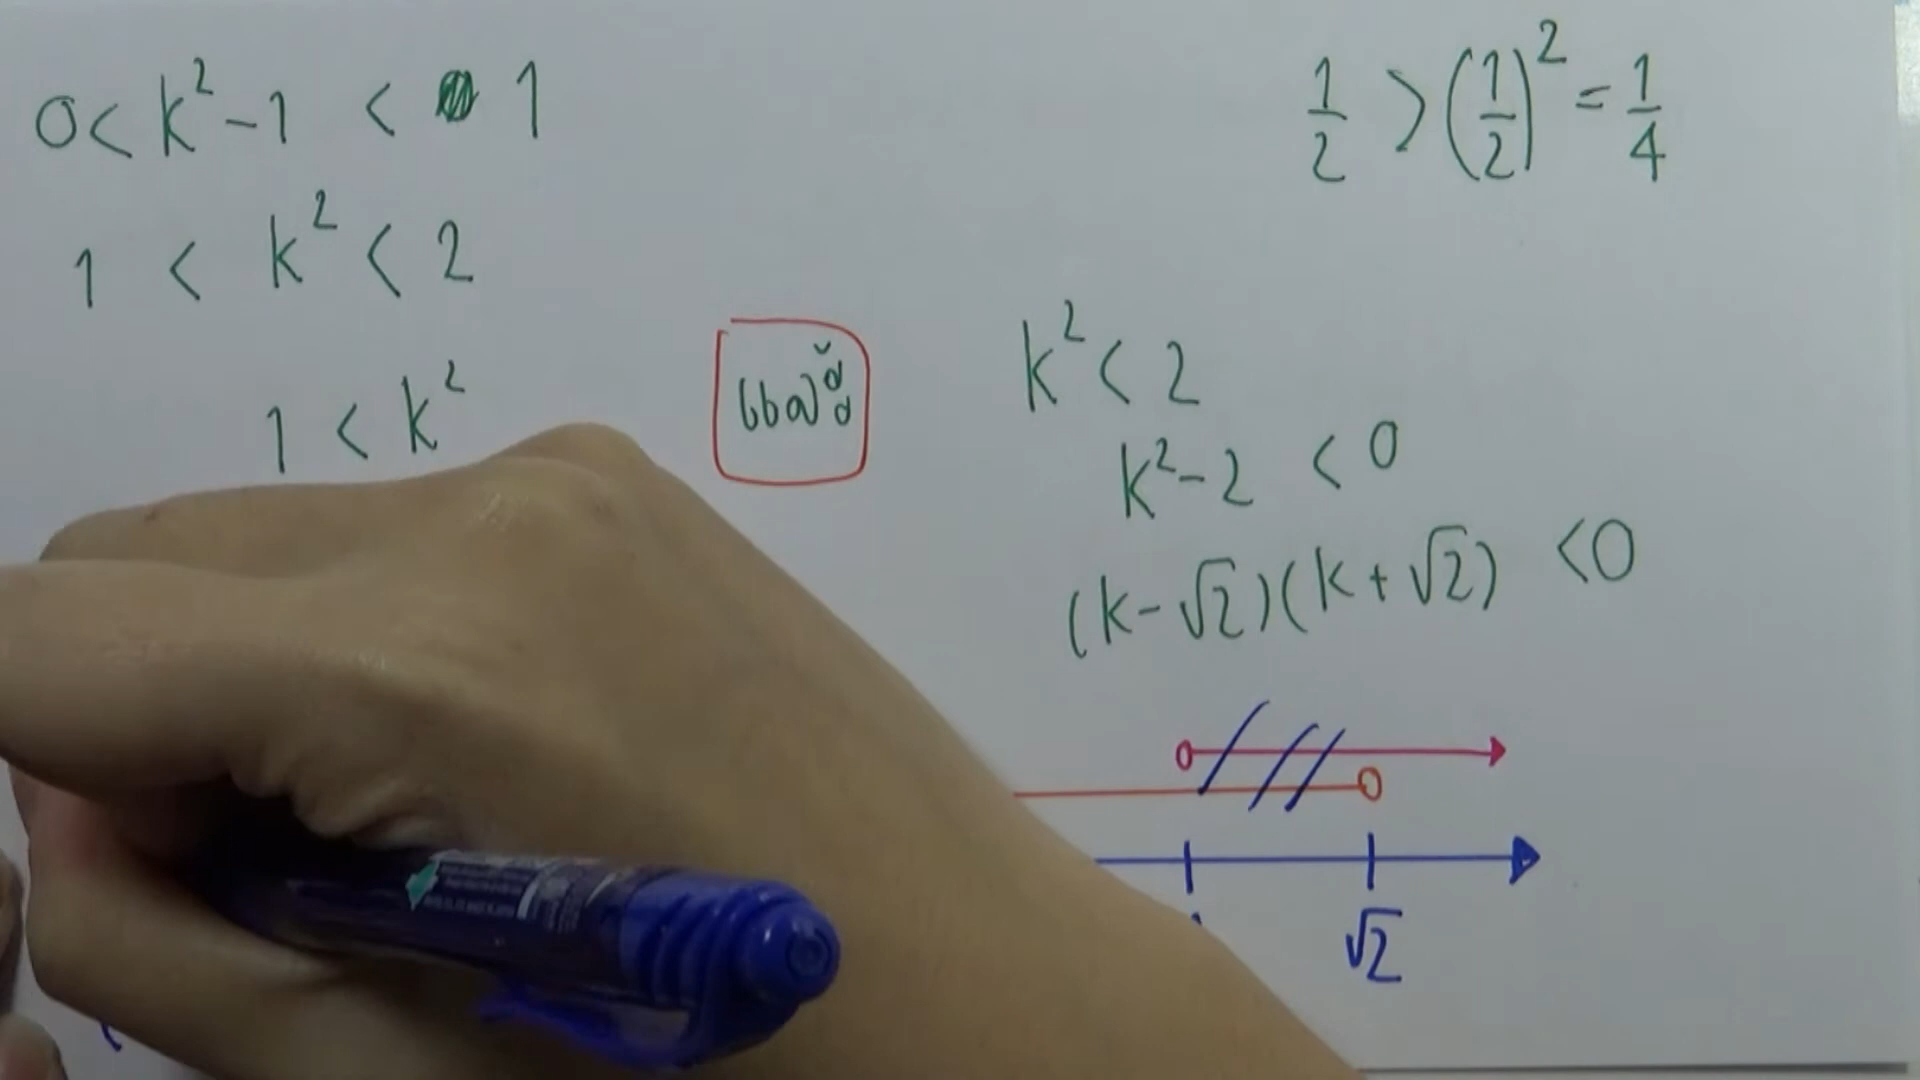 0 < k² - 1 < 1
1 < k² < 2
1 < k²
และ
½ > (½)² = ¼
k² < 2
k² - 2 < 0
(k - √2)(k + √2) < 0
√2